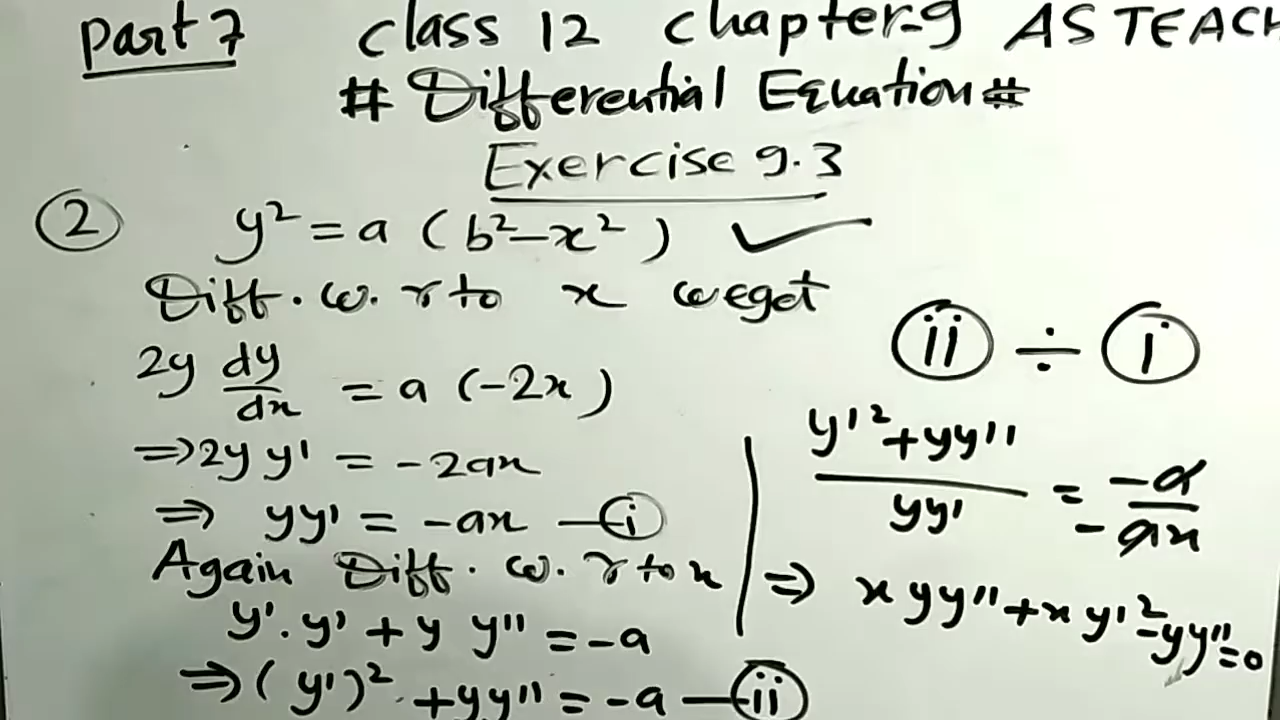 Part 7 Class 12 Chapter-9 AS TEACH
# Differential Equation #
Exercise 9.3
② y² = a (b²-x²) ✓
Diff. w. r to x we get
2y dy/dx = a (-2x)
⇒ 2y y' = -2ax
⇒ yy' = -ax —(i)
Again Diff. w. r to x
y'. y' + y y'' = -a
⇒ (y')² + yy'' = -a —(ii)
(ii) ÷ (i)
y'² + yy'' / yy' = -a / -ax
⇒ x yy'' + x y'² - yy'' = 0